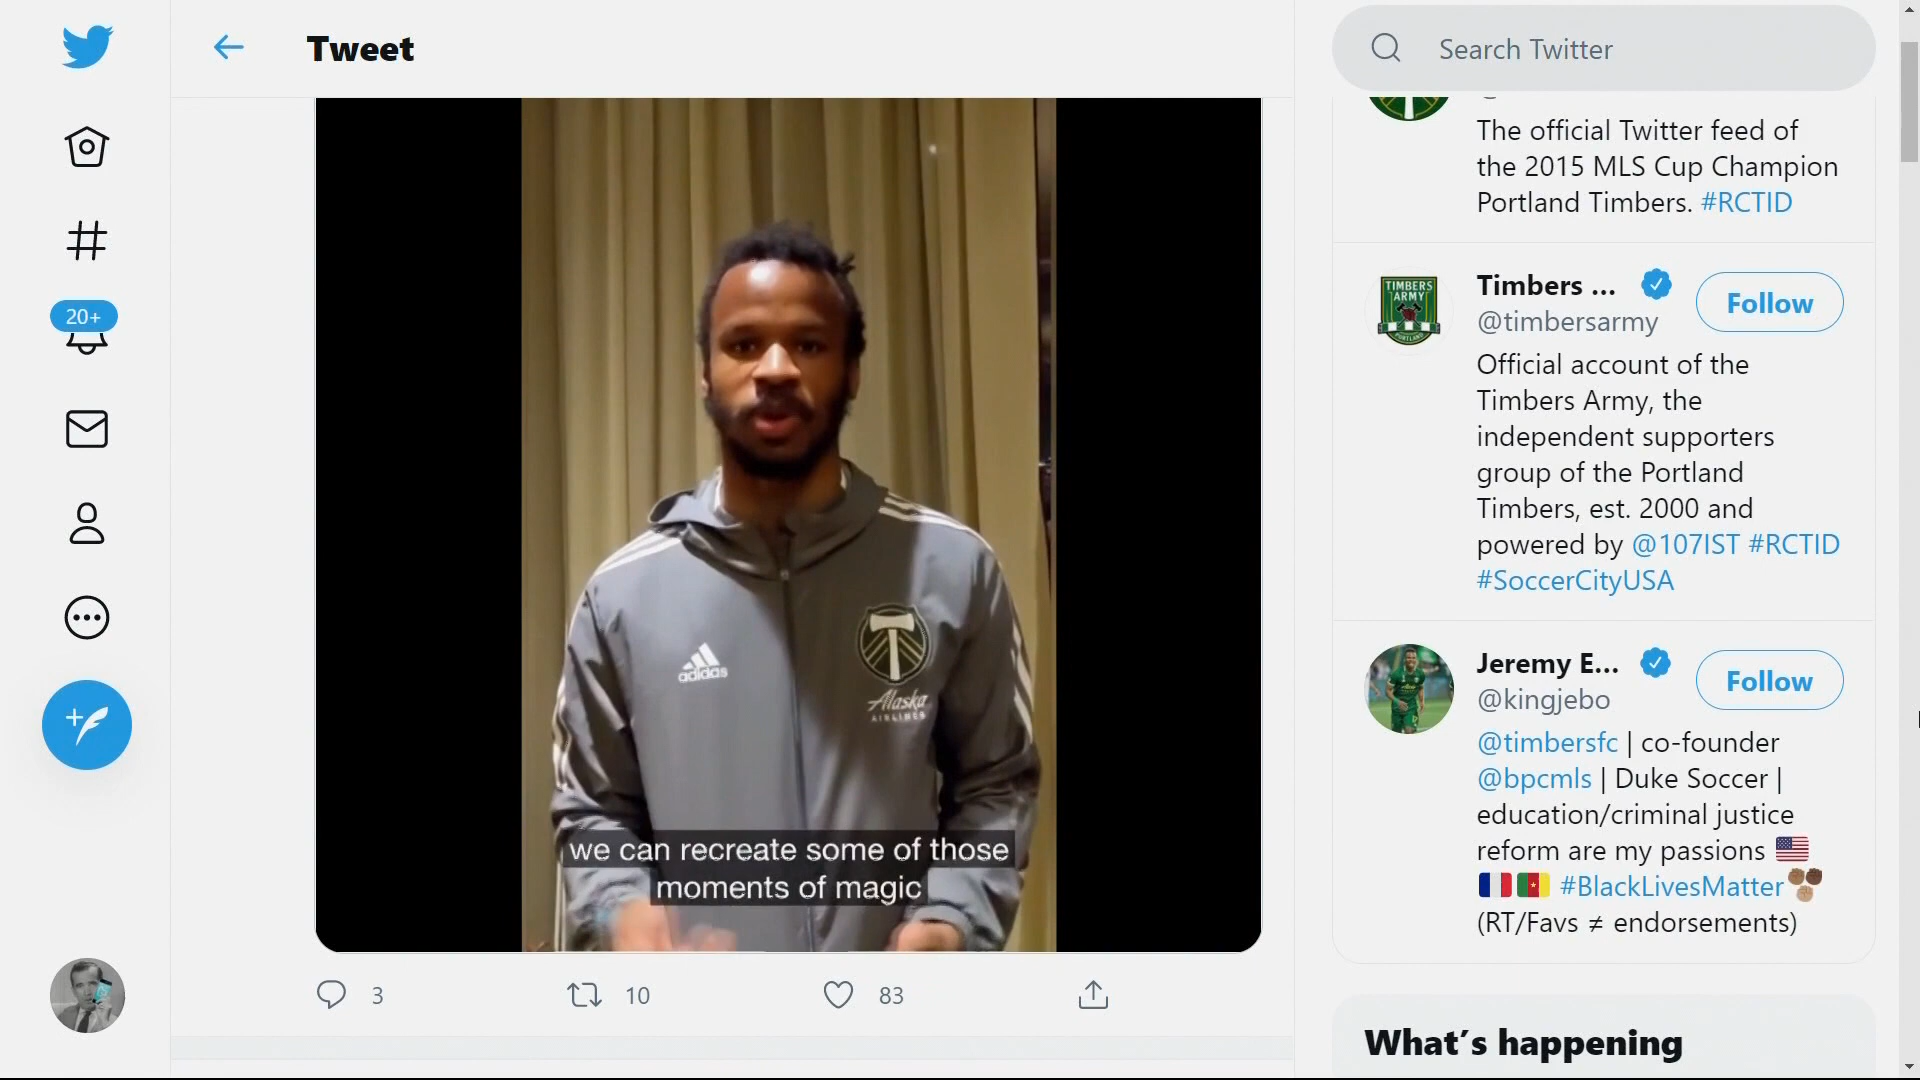 Tweet
Search Twitter
20+
adidas
Alaska
AIRLINES
we can recreate some of those
moments of magic
3
10
83
The official Twitter feed of
the 2015 MLS Cup Champion
Portland Timbers. #RCTID
TIMBERS
ARMY
PORTLAND
Timbers ...
Follow
@timbersarmy
Official account of the
Timbers Army, the
independent supporters
group of the Portland
Timbers, est. 2000 and
powered by @107IST #RCTID
#SoccerCityUSA
Jeremy E...
Follow
@kingjebo
@timbersfc | co-founder
@bpcmls | Duke Soccer |
education/criminal justice
reform are my passions 🇺🇸
🇫🇷🇨🇲 #BlackLivesMatter
(RT/Favs ≠ endorsements)
What's happening